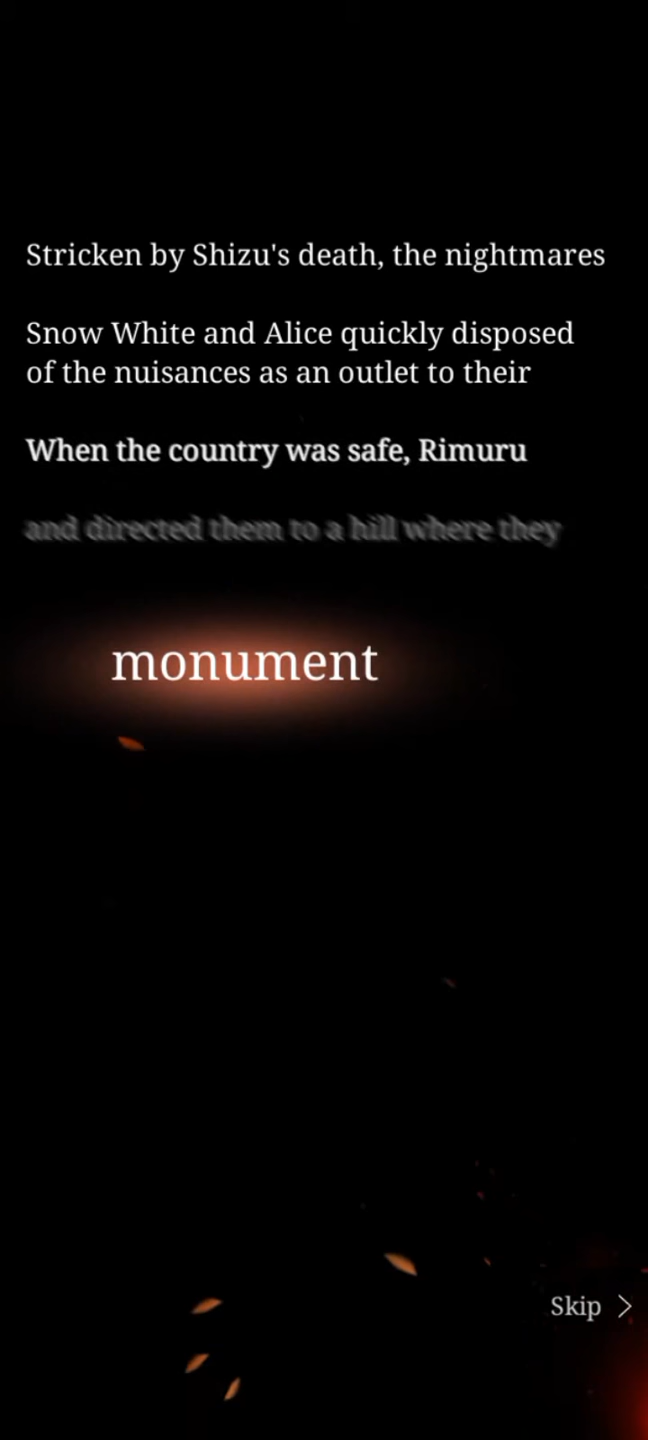 Stricken by Shizu's death, the nightmares
Snow White and Alice quickly disposed
of the nuisances as an outlet to their
When the country was safe, Rimuru
and directed them to a hill where they
monument
Skip